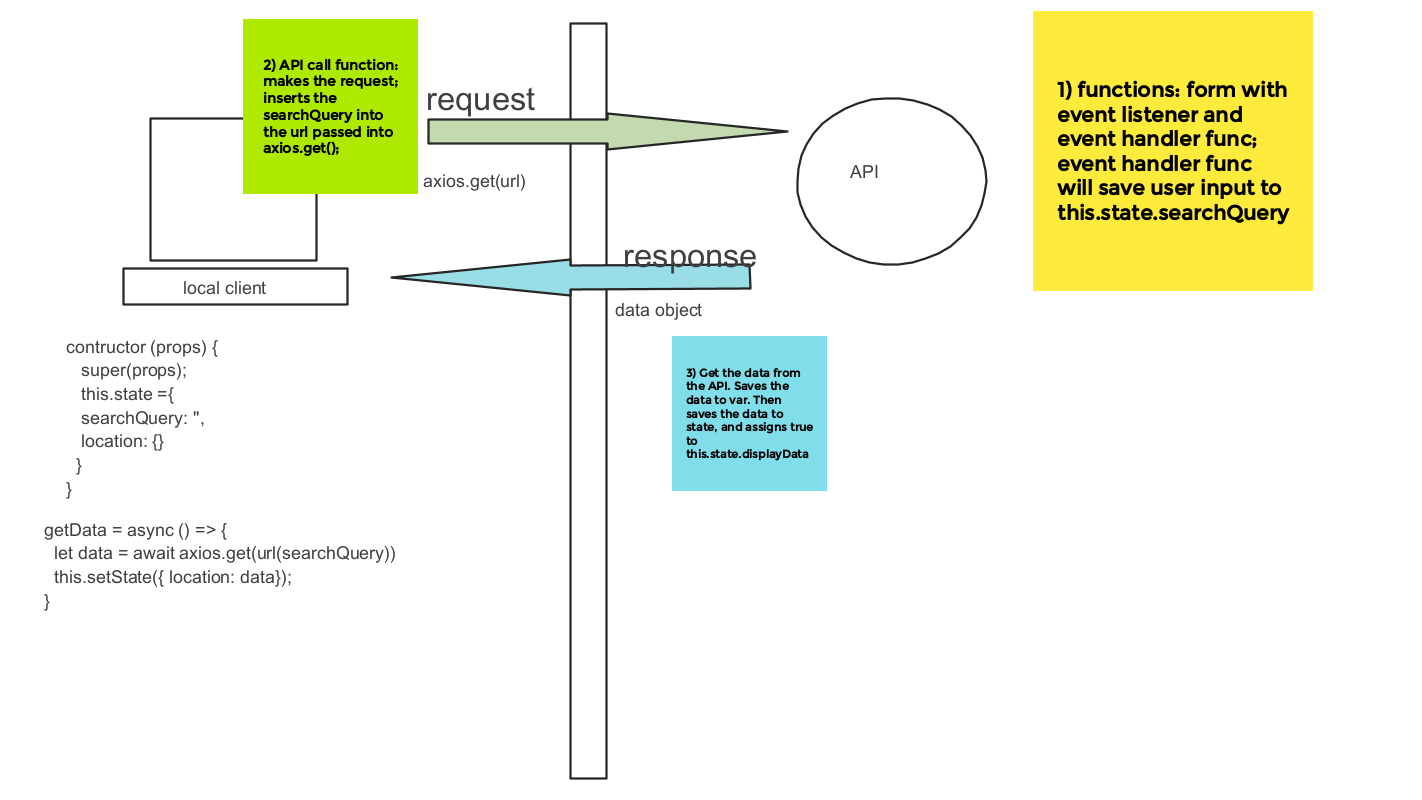 2) API call function:
makes the request;
inserts the
searchQuery into
the url passed into
axios.get();
request
axios.get(url)
API
1) functions: form with
event listener and
event handler func;
event handler func
will save user input to
this.state.searchQuery
response
data object
local client
3) Get the data from
the API. Saves the
data to var. Then
saves the data to
state, and assigns true
to
this.state.displayData
contructor (props) {
super(props);
this.state ={
searchQuery: '',
location: {}
}
}
getData = async () => {
let data = await axios.get(url(searchQuery))
this.setState({ location: data});
}